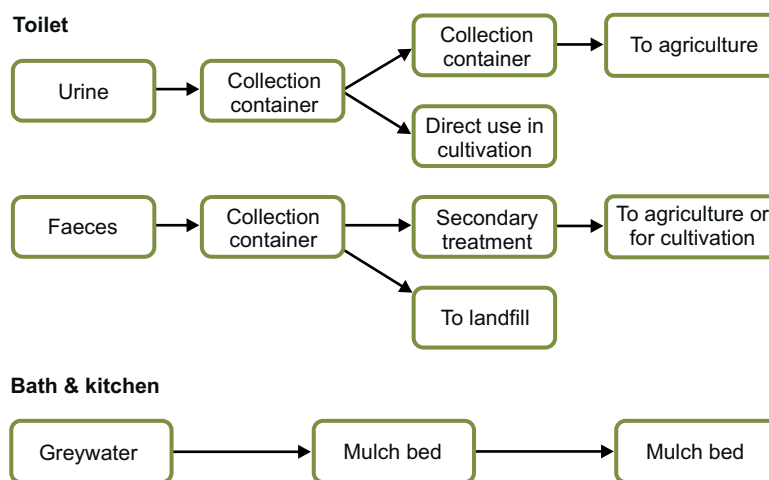 Toilet
Urine
Collection
container
Collection
container
To agriculture
Direct use in
cultivation
Faeces
Collection
container
Secondary
treatment
To agriculture or
for cultivation
To landfill
Bath & kitchen
Greywater
Mulch bed
Mulch bed